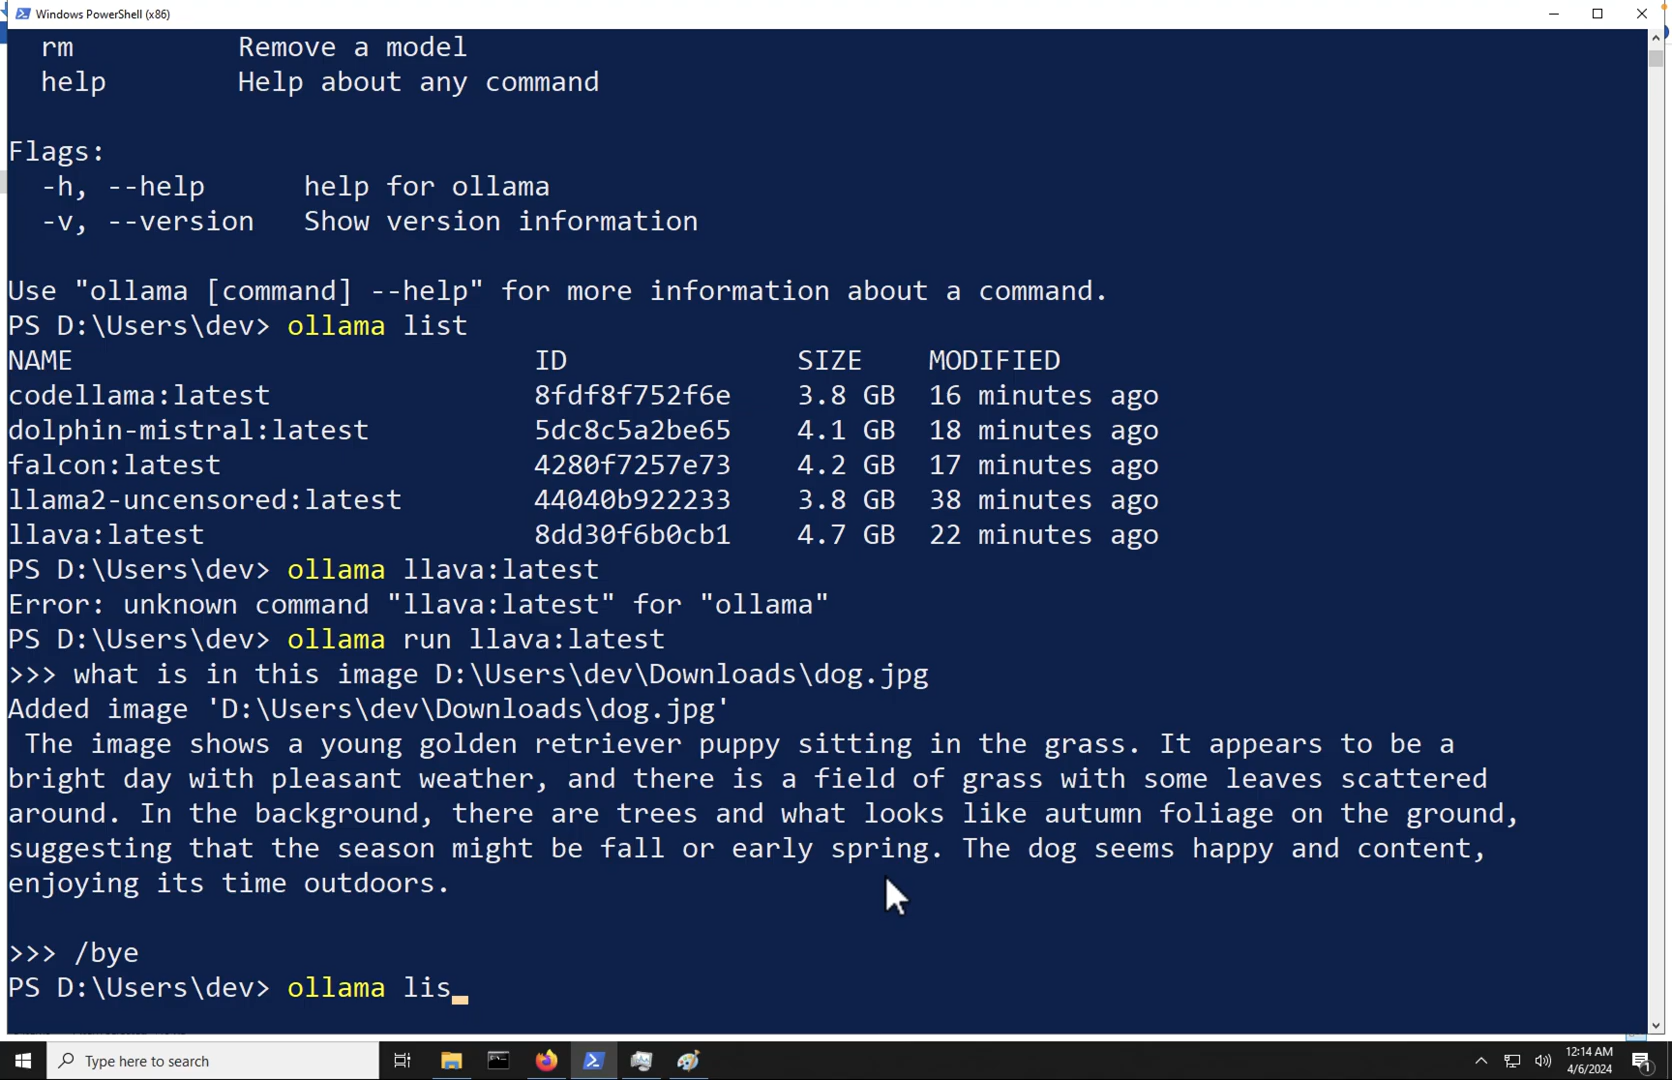 Windows PowerShell (x86)
rm Remove a model
help Help about any command
Flags:
-h, --help help for ollama
-v, --version Show version information
Use "ollama [command] --help" for more information about a command.
PS D:\Users\dev> ollama list
NAME ID SIZE MODIFIED
codellama:latest 8fdf8f752f6e 3.8 GB 16 minutes ago
dolphin-mistral:latest 5dc8c5a2be65 4.1 GB 18 minutes ago
falcon:latest 4280f7257e73 4.2 GB 17 minutes ago
llama2-uncensored:latest 44040b922233 3.8 GB 38 minutes ago
llava:latest 8dd30f6b0cb1 4.7 GB 22 minutes ago
PS D:\Users\dev> ollama llava:latest
Error: unknown command "llava:latest" for "ollama"
PS D:\Users\dev> ollama run llava:latest
>>> what is in this image D:\Users\dev\Downloads\dog.jpg
Added image 'D:\Users\dev\Downloads\dog.jpg'
The image shows a young golden retriever puppy sitting in the grass. It appears to be a
bright day with pleasant weather, and there is a field of grass with some leaves scattered
around. In the background, there are trees and what looks like autumn foliage on the ground,
suggesting that the season might be fall or early spring. The dog seems happy and content,
enjoying its time outdoors.
>>> /bye
PS D:\Users\dev> ollama lis_
Type here to search
12:14 AM
4/6/2024
1